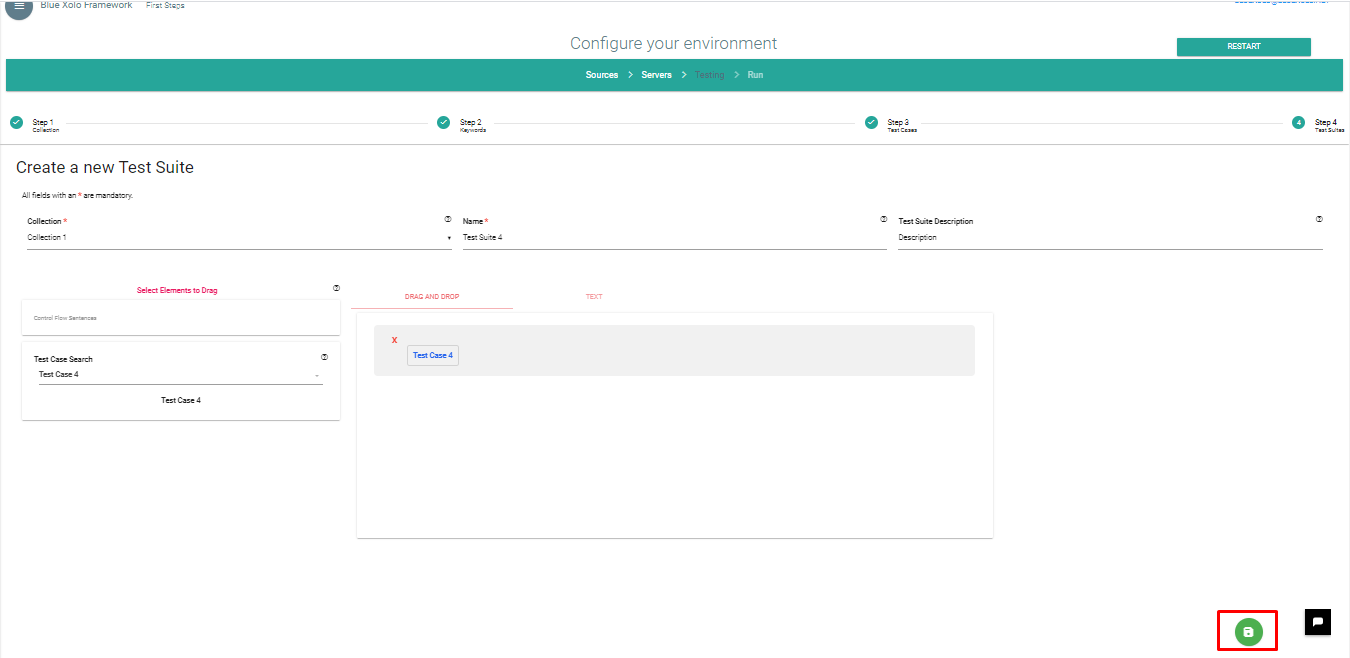 Blue Xolo Framework First Steps
Configure your environment
RESTART
Sources > Servers > Testing > Run
Step 1
Collection
Step 2
Keywords
Step 3
Test Cases
4
Step 4
Test Suites
Create a new Test Suite
All fields with an * are mandatory.
Collection *
Collection 1
Name *
Test Suite 4
Test Suite Description
Description
Select Elements to Drag
Control Flow Sentences
Test Case Search
Test Case 4
Test Case 4
DRAG AND DROP
TEXT
X
Test Case 4